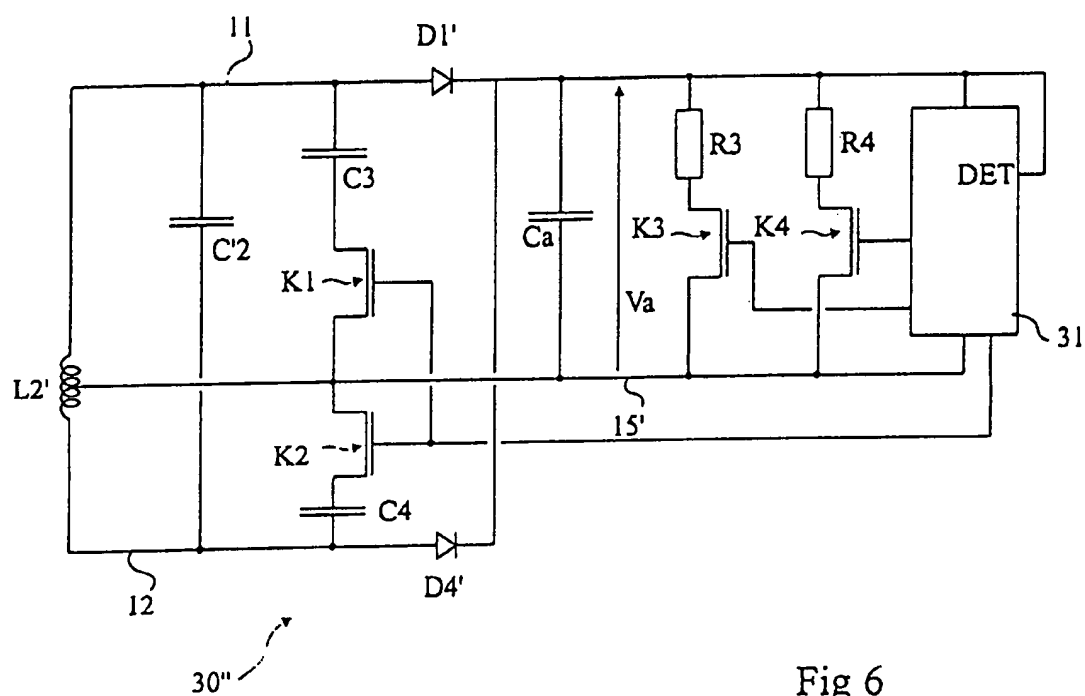 11
D1'
C3
R3
R4
DET
C'2
Ca
K3
K4
K1
Va
31
L2'
15'
K2
C4
12
D4'
30"
Fig 6